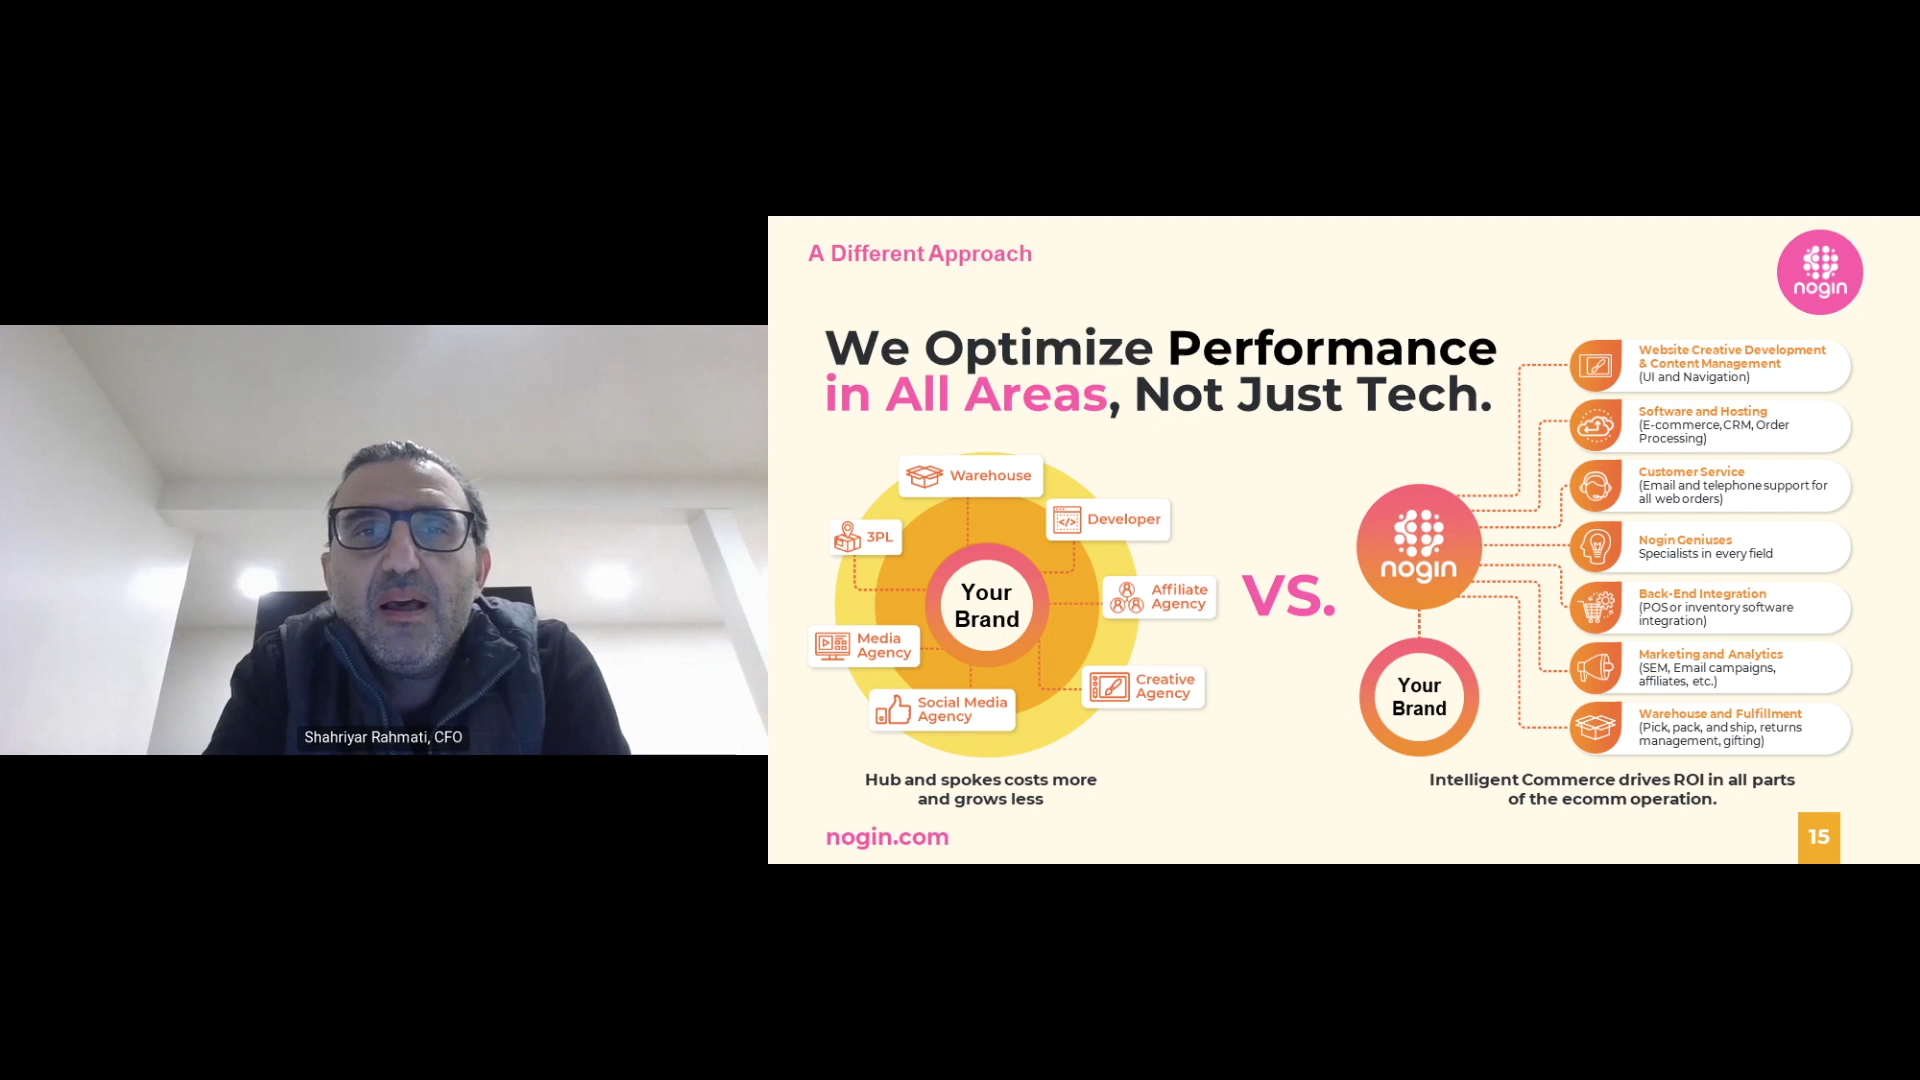 Shahriyar Rahmati, CFO
A Different Approach
nogin
We Optimize Performance
in All Areas, Not Just Tech.
Warehouse
Developer
3PL
Your
Brand
Affiliate
Agency
Media
Agency
Creative
Agency
Social Media
Agency
Hub and spokes costs more
and grows less
VS.
nogin
Your
Brand
Website Creative Development
& Content Management
(UI and Navigation)
Software and Hosting
(E-commerce, CRM, Order
Processing)
Customer Service
(Email and telephone support for
all web orders)
Nogin Geniuses
Specialists in every field
Back-End Integration
(POS or inventory software
integration)
Marketing and Analytics
(SEM, Email campaigns,
affiliates, etc.)
Warehouse and Fulfillment
(Pick, pack, and ship, returns
management, gifting)
Intelligent Commerce drives ROI in all parts
of the ecomm operation.
nogin.com
15